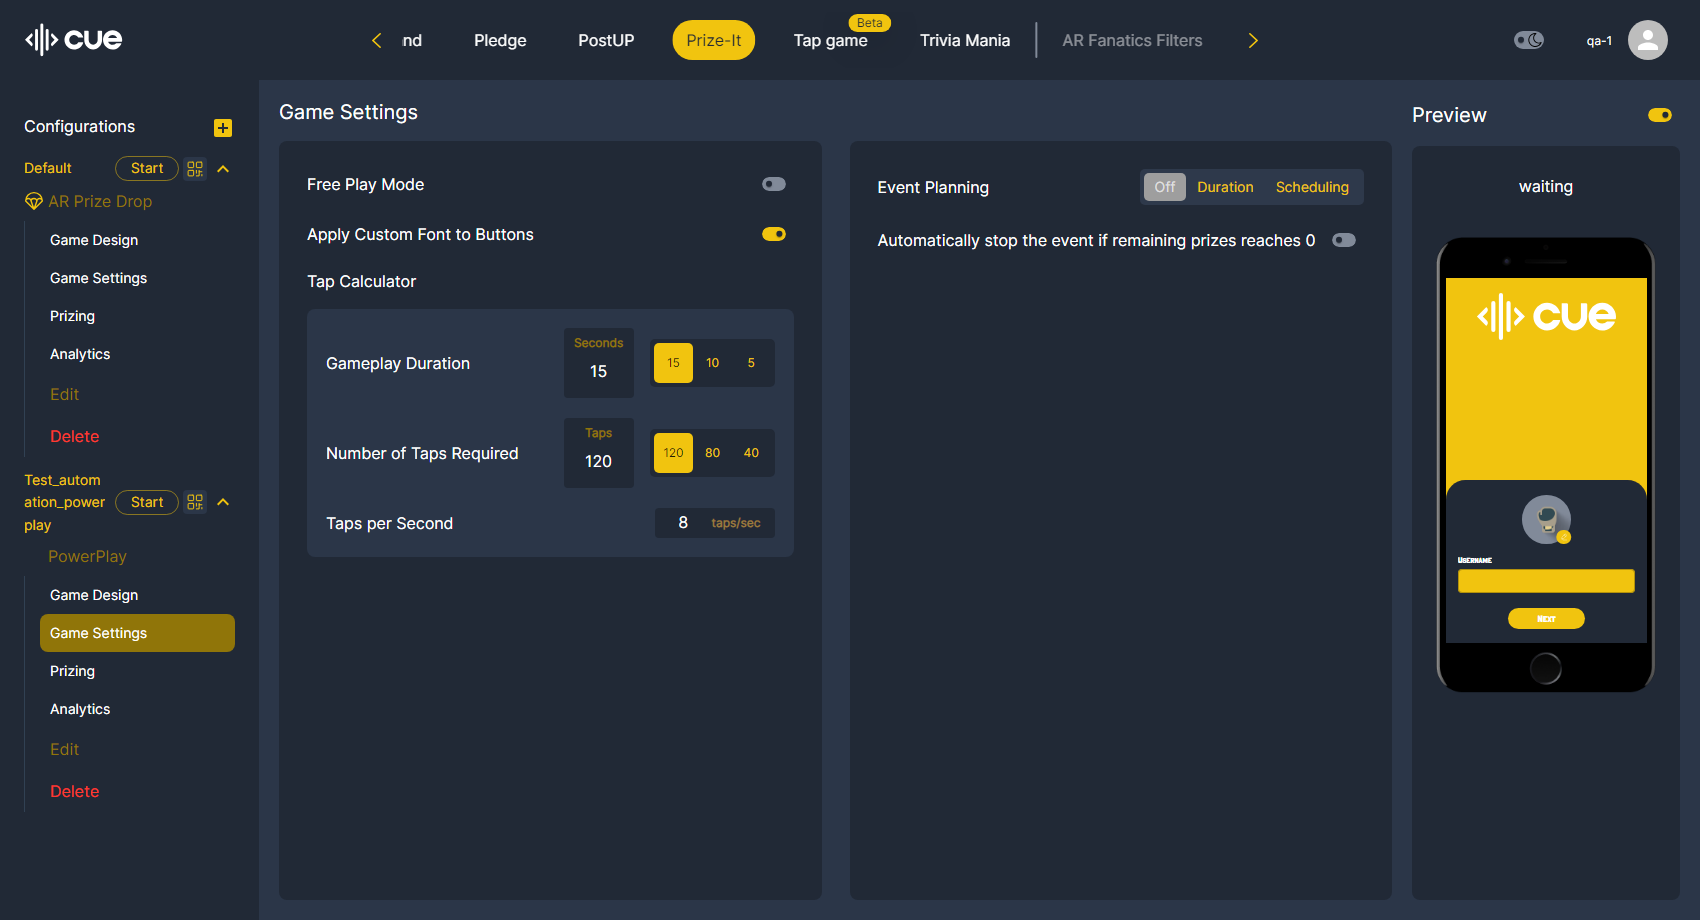 cue
nd
Pledge
PostUP
Prize-It
Beta
Tap game
Trivia Mania
AR Fanatics Filters
qa-1
Configurations
Default
Start
AR Prize Drop
Game Design
Game Settings
Prizing
Analytics
Edit
Delete
Test_autom
ation_power
play
Start
PowerPlay
Game Design
Game Settings
Prizing
Analytics
Edit
Delete
Game Settings
Free Play Mode
Apply Custom Font to Buttons
Tap Calculator
Gameplay Duration
Seconds
15
15 10 5
Number of Taps Required
Taps
120
120 80 40
Taps per Second
8 taps/sec
Event Planning
Off Duration Scheduling
Automatically stop the event if remaining prizes reaches 0
Preview
waiting
cue
Username
Next